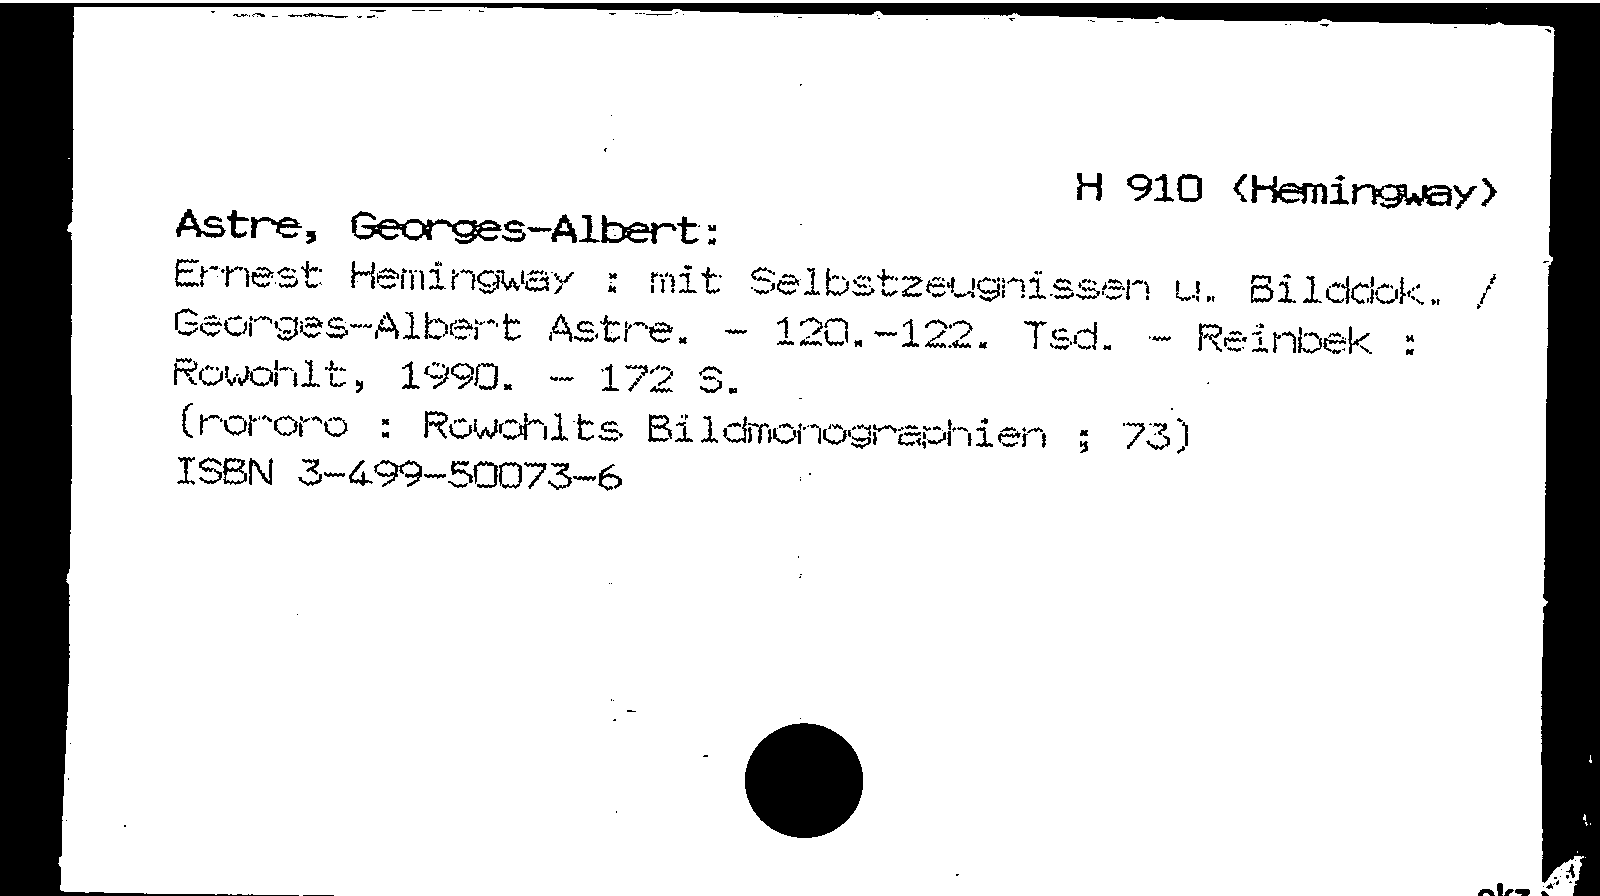 H 910 (Hemingway)
Astre, Georges-Albert:
Ernest Hemingway : mit Selbstzeugnissen u. Bilddok. /
Georges-Albert Astre. - 120.-122. Tsd. - Reinbek :
Rowohlt, 1990. - 172 S.
(rororo : Rowohlts Bildmonographien ; 73)
ISBN 3-499-50073-6
ekz